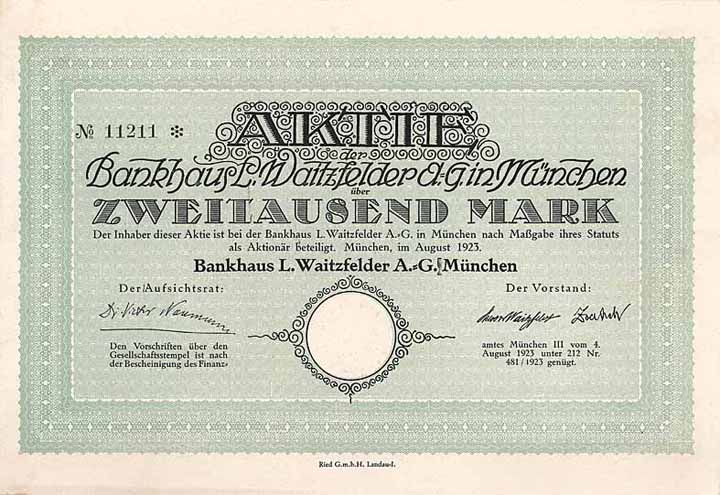 No 11211 *
AKTIE
der
Bankhaus L. Waitzfelder A.-G. in München
über
ZWEITAUSEND MARK
Der Inhaber dieser Aktie ist bei der Bankhaus L. Waitzfelder A.-G. in München nach Maßgabe ihres Statuts
als Aktionär beteiligt. München, im August 1923.
Bankhaus L. Waitzfelder A.-G. München
Der Aufsichtsrat:
Der Vorstand:
Dr. Victor Naumann
Den Vorschriften über den
Gesellschaftsstempel ist nach
der Bescheinigung des Finanz-
amtes München III vom 4.
August 1923 unter 212 Nr.
481/1923 genügt.
Ried G.m.b.H. Landau-I.